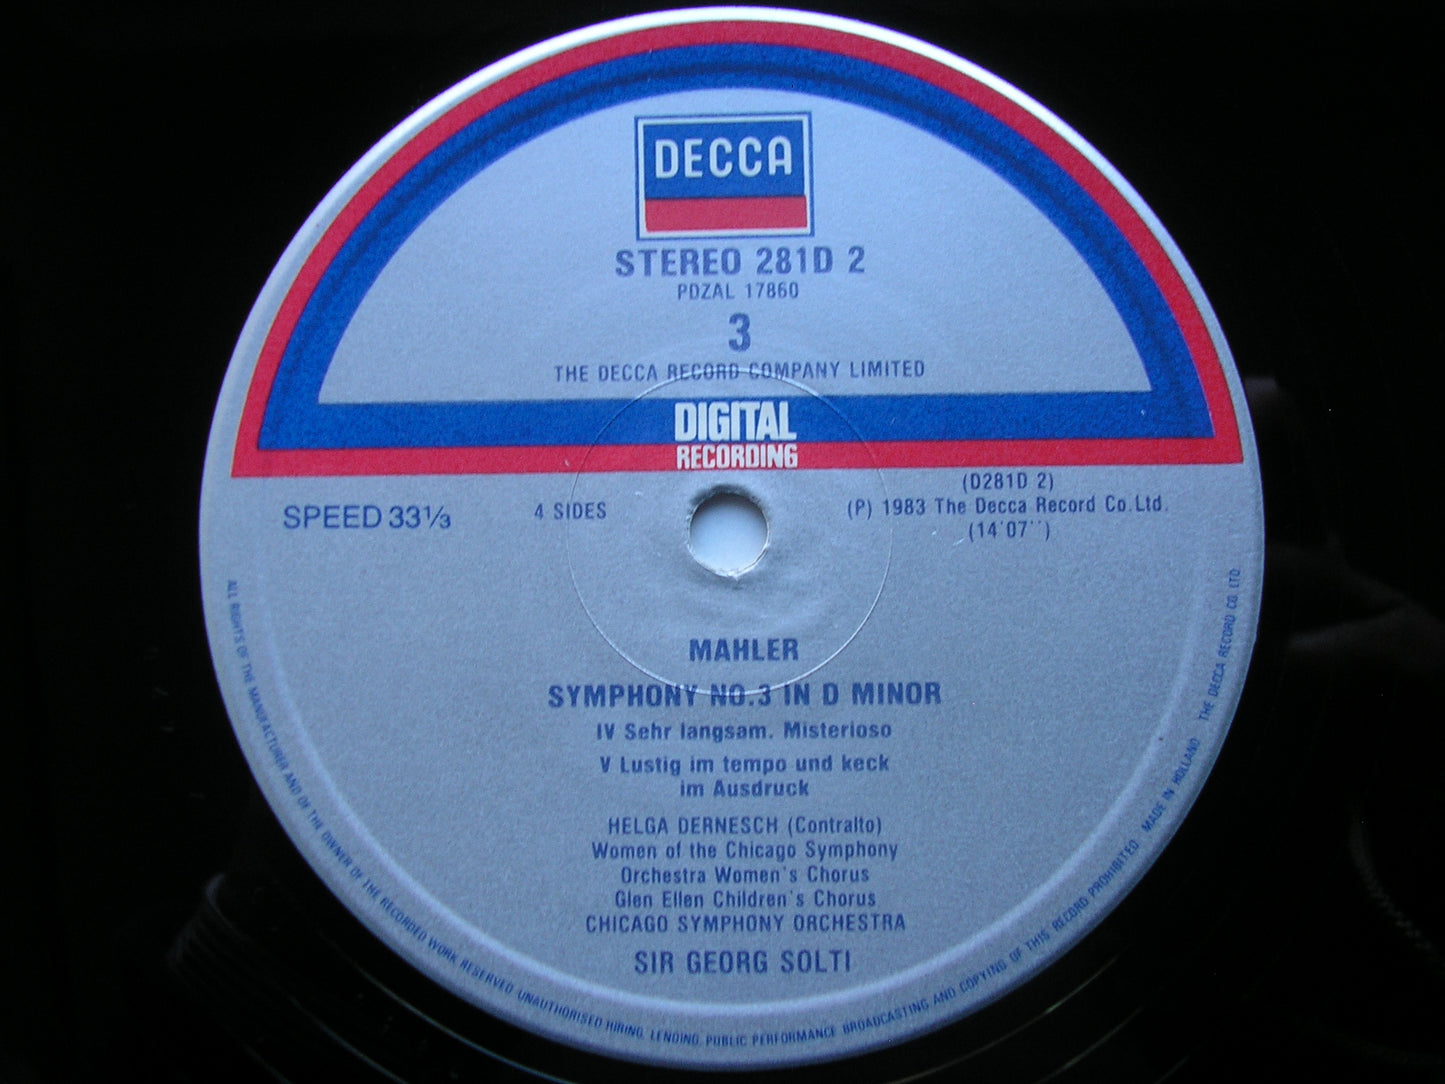 DECCA
STEREO 281D 2
PDZAL 17860
3
THE DECCA RECORD COMPANY LIMITED
DIGITAL
RECORDING
SPEED 33⅓
4 SIDES
(D281D 2)
(P) 1983 The Decca Record Co.Ltd.
(14'07'')
MAHLER
SYMPHONY NO.3 IN D MINOR
IV Sehr langsam. Misterioso
V Lustig im tempo und keck
im Ausdruck
HELGA DERNESCH (Contralto)
Women of the Chicago Symphony
Orchestra Women's Chorus
Glen Ellen Children's Chorus
CHICAGO SYMPHONY ORCHESTRA
SIR GEORG SOLTI
ALL RIGHTS OF THE MANUFACTURER AND OF THE OWNER OF THE RECORDED WORK RESERVED. UNAUTHORISED HIRING, LENDING, PUBLIC PERFORMANCE BROADCASTING AND COPYING OF THIS RECORD PROHIBITED. MADE IN HOLLAND THE DECCA RECORD CO. LTD.